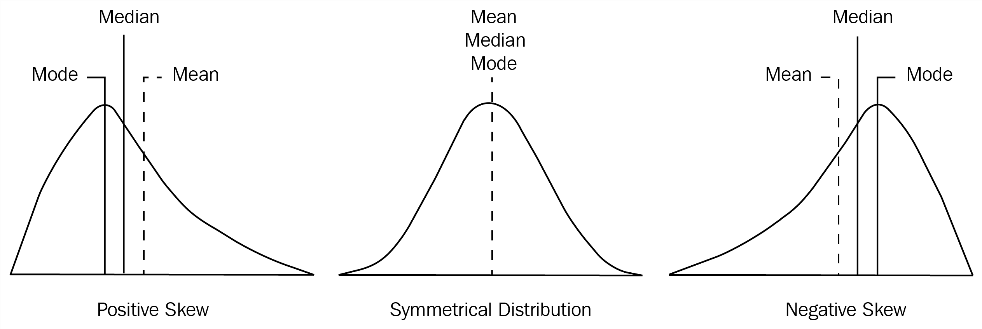 Median
Mode
Mean
Positive Skew
Mean
Median
Mode
Symmetrical Distribution
Median
Mean
Mode
Negative Skew